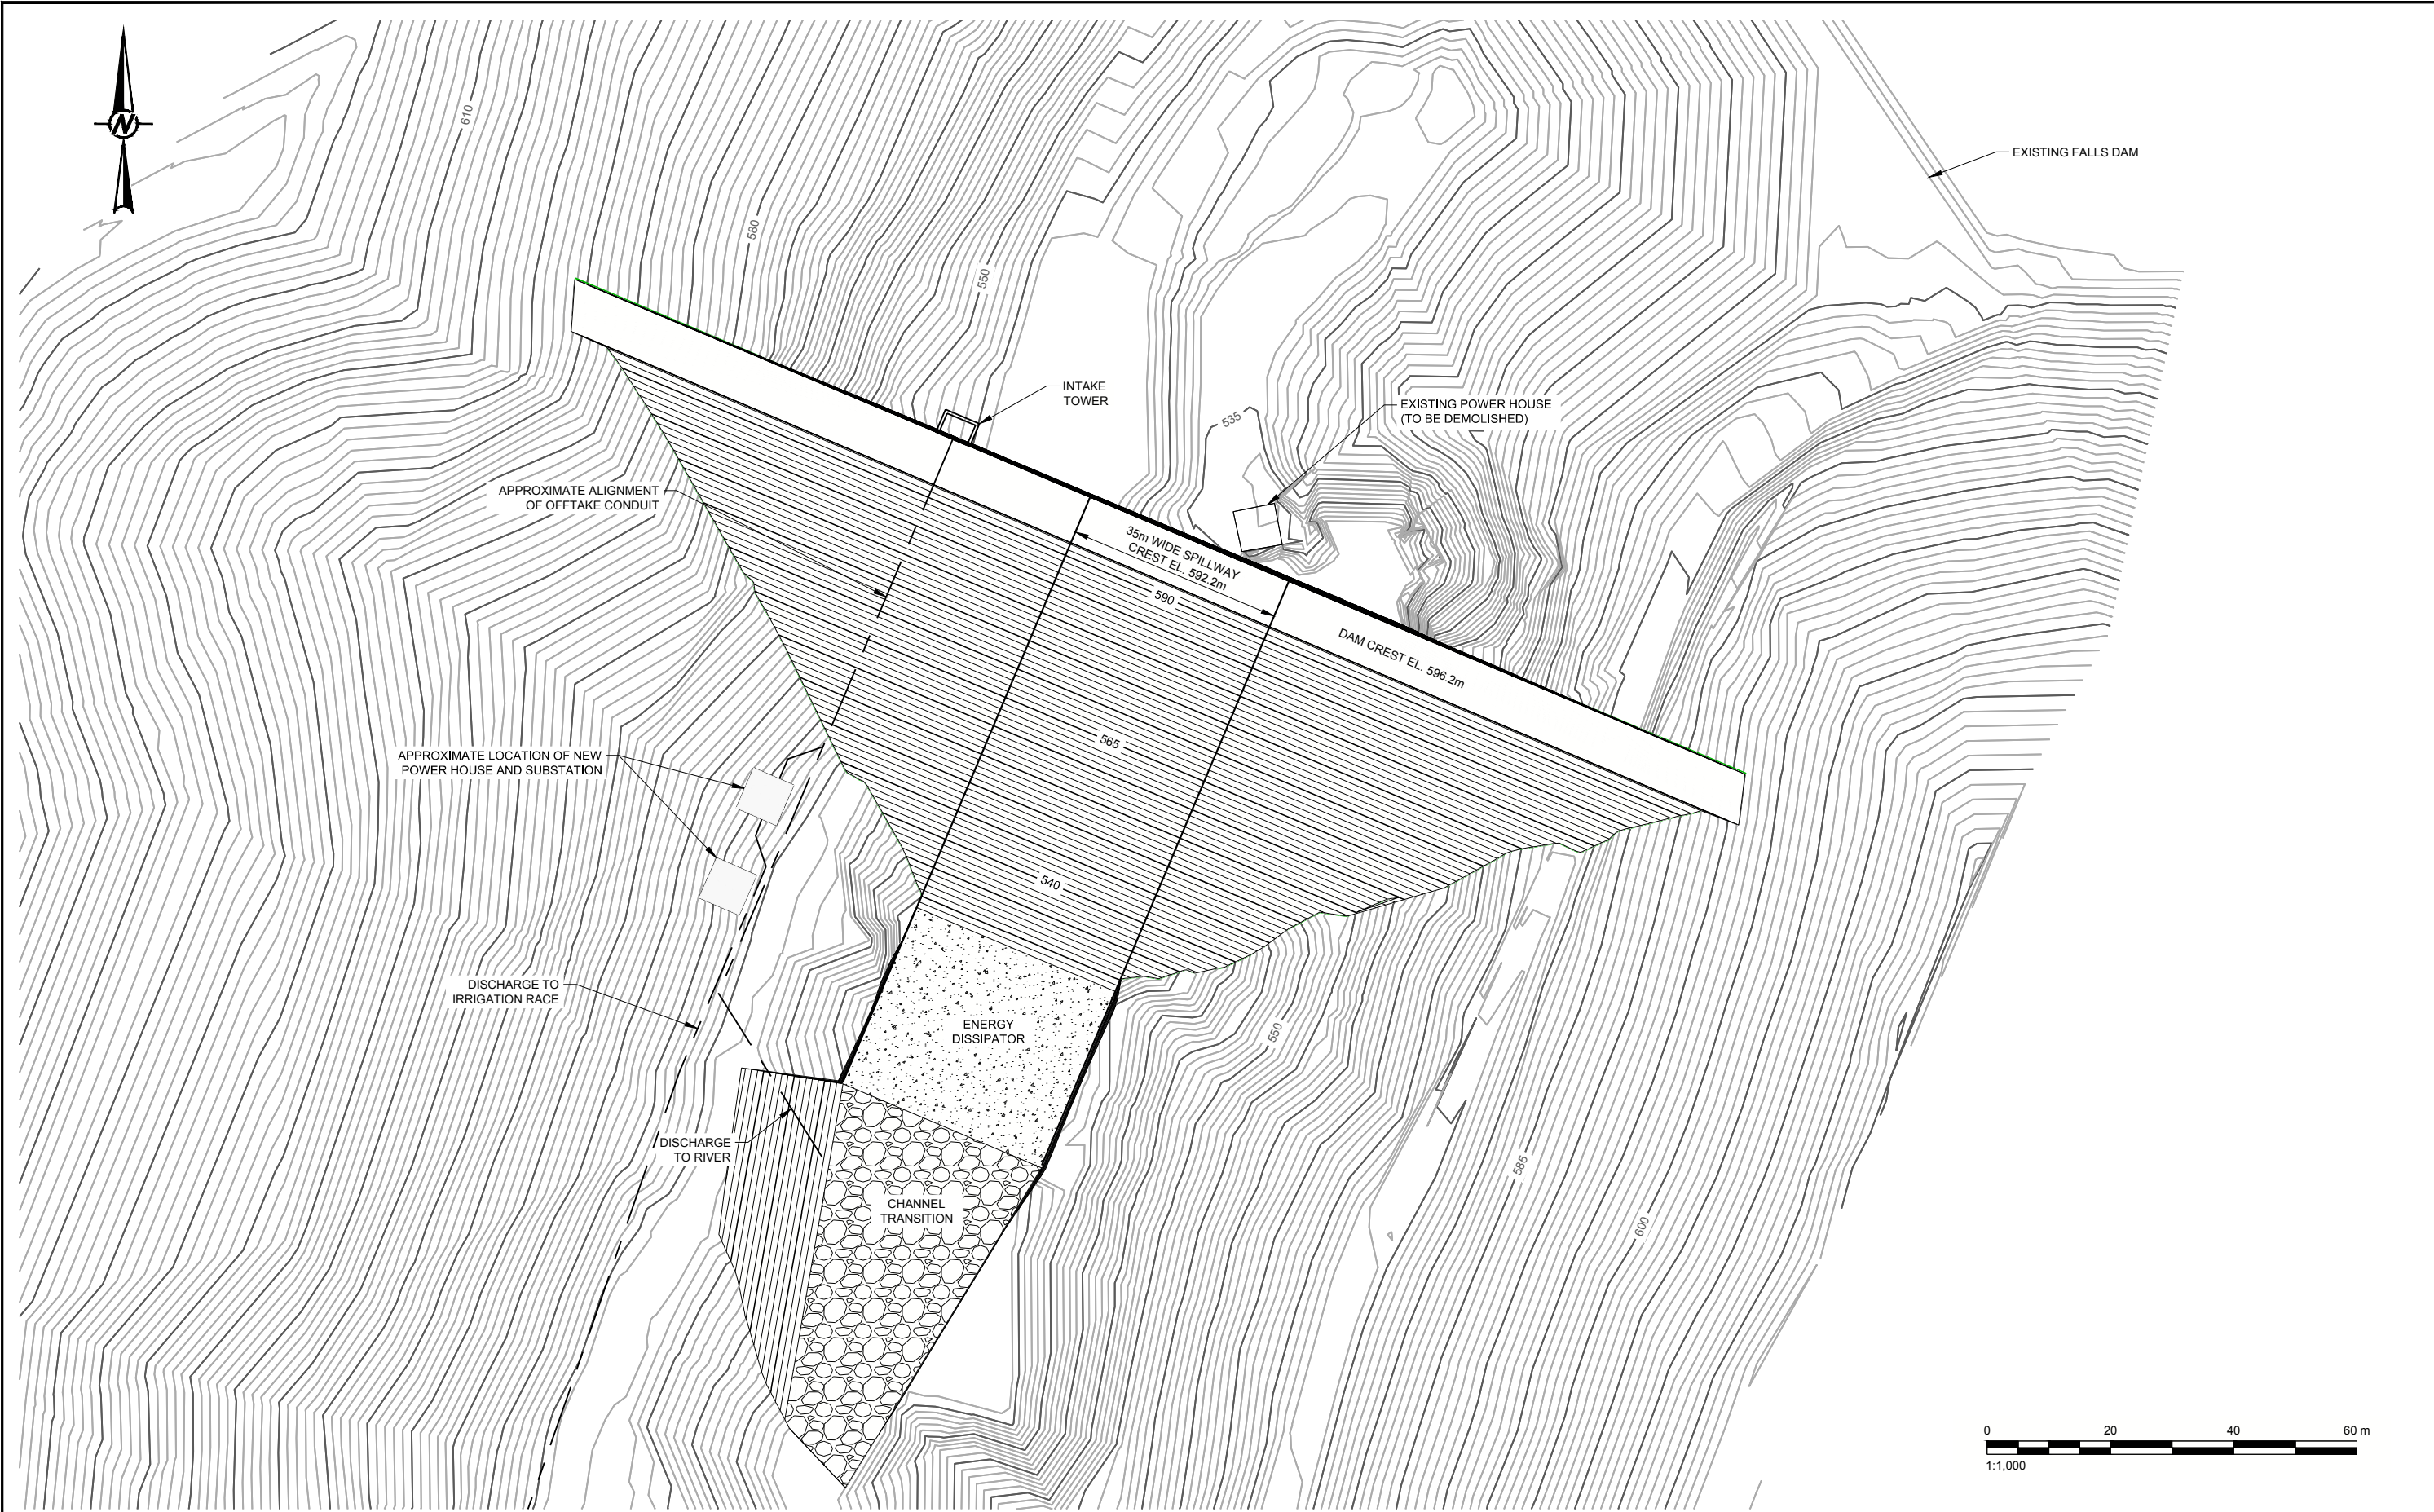 N
610
EXISTING FALLS DAM
580
550
INTAKE
TOWER
535
EXISTING POWER HOUSE
(TO BE DEMOLISHED)
APPROXIMATE ALIGNMENT
OF OFFTAKE CONDUIT
35m WIDE SPILLWAY
CREST EL. 592.2m
590
DAM CREST EL. 596.2m
565
APPROXIMATE LOCATION OF NEW
POWER HOUSE AND SUBSTATION
540
DISCHARGE TO
IRRIGATION RACE
ENERGY
DISSIPATOR
550
DISCHARGE
TO RIVER
585
CHANNEL
TRANSITION
600
0 20 40 60 m
1:1,000